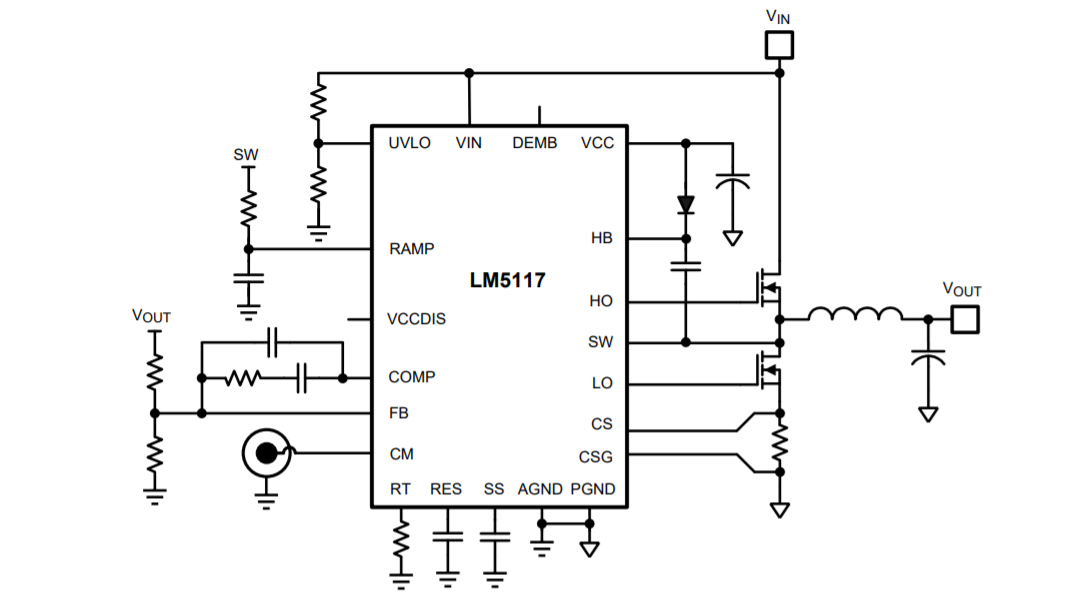 VIN
UVLO VIN DEMB VCC
SW
HB
RAMP
LM5117
HO
VOUT
VOUT
VCCDIS
SW
COMP
LO
FB
CS
CM
CSG
RT RES SS AGND PGND